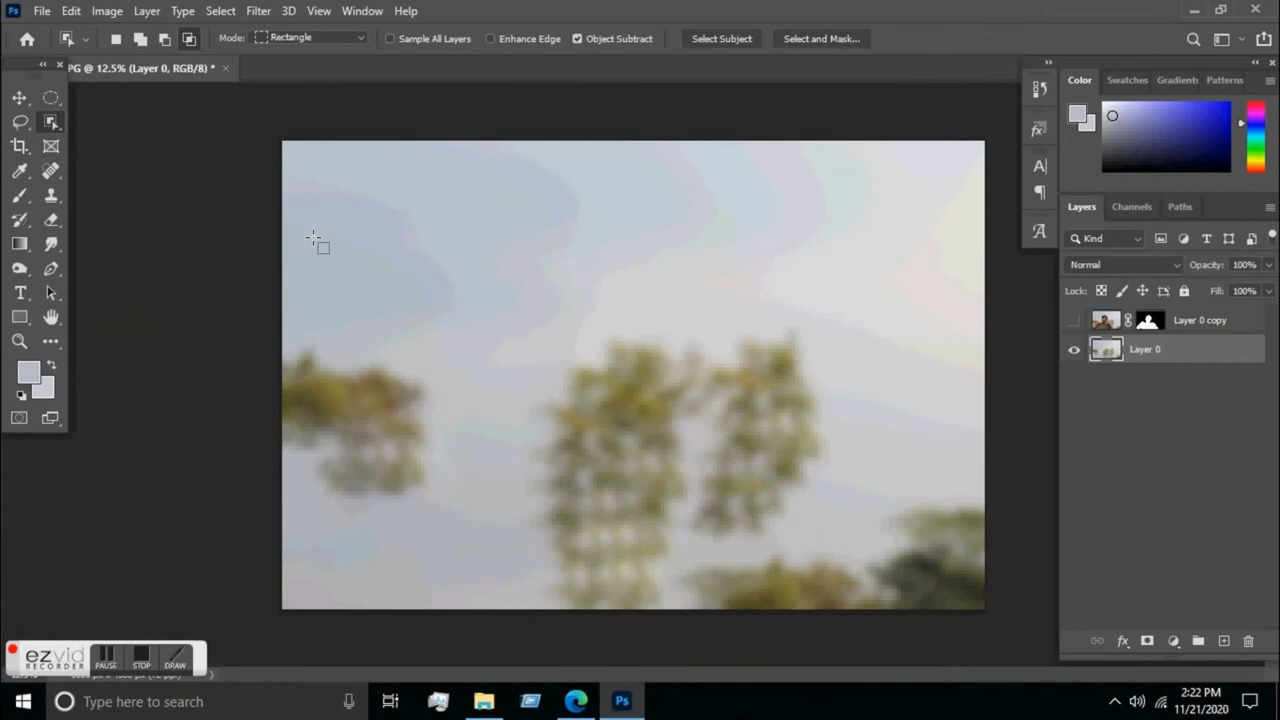 Ps File Edit Image Layer Type Select Filter 3D View Window Help
Mode: Rectangle Sample All Layers Enhance Edge Object Subtract Select Subject Select and Mask...
PG @ 12.5% (Layer 0, RGB/8) * ×
Color Swatches Gradients Patterns
Layers Channels Paths
Kind
Normal Opacity: 100%
Lock: Fill: 100%
Layer 0 copy
Layer 0
ezvid
RECORDER
PAUSE STOP DRAW
Type here to search
Ps
2:22 PM
11/21/2020